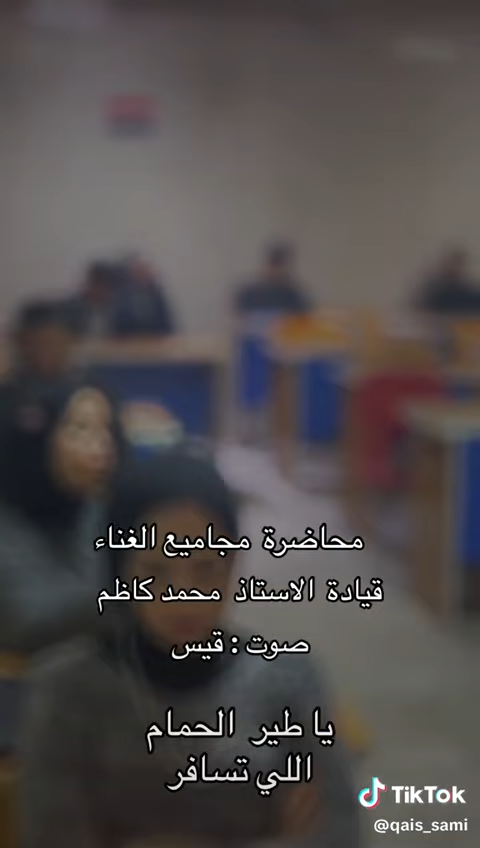 محاضرة مجاميع الغناء
قيادة الاستاذ محمد كاظم
صوت : قيس
يا طير الحمام
اللي تسافر
TikTok
@qais_sami